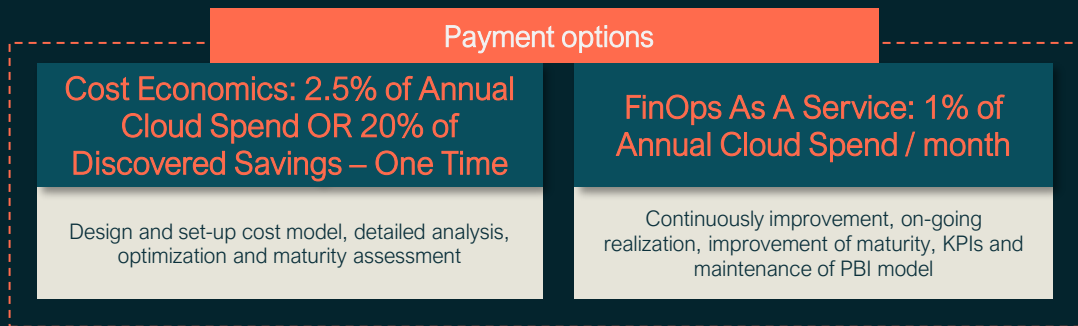 Payment options
Cost Economics: 2.5% of Annual
Cloud Spend OR 20% of
Discovered Savings – One Time
Design and set-up cost model, detailed analysis,
optimization and maturity assessment
FinOps As A Service: 1% of
Annual Cloud Spend / month
Continuously improvement, on-going
realization, improvement of maturity, KPIs and
maintenance of PBI model